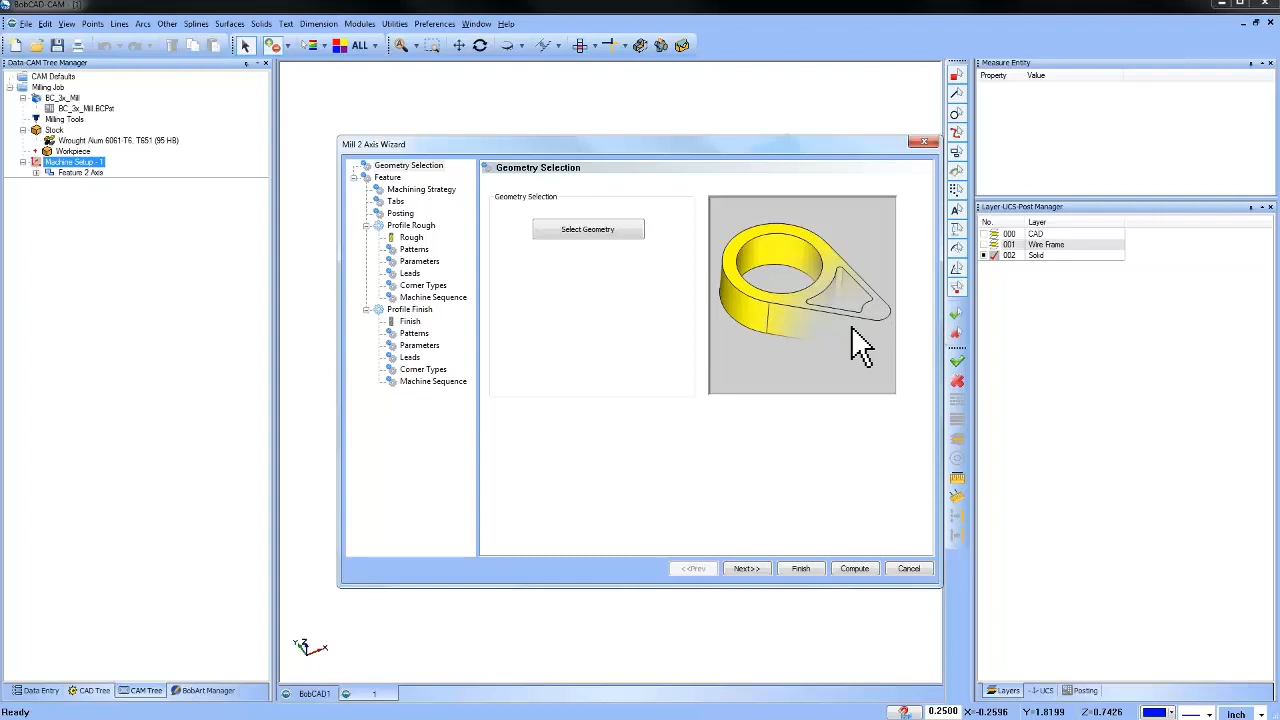 BobCAD-CAM - [1]
File Edit View Points Lines Arcs Other Splines Surfaces Solids Text Dimension Modules Utilities Preferences Window Help
ALL
Data-CAM Tree Manager
CAM Defaults
Milling Job
BC_3x_Mill
BC_3x_Mill.BCPst
Milling Tools
Stock
Wrought Alum 6061-T6, T651 (95 HB)
Workpiece
Machine Setup - 1
Feature 2 Axis
Mill 2 Axis Wizard
Geometry Selection
Feature
Machining Strategy
Tabs
Posting
Profile Rough
Rough
Patterns
Parameters
Leads
Corner Types
Machine Sequence
Profile Finish
Finish
Patterns
Parameters
Leads
Corner Types
Machine Sequence
Geometry Selection
Geometry Selection
Select Geometry
<<Prev Next>> Finish Compute Cancel
Measure Entity
Property Value
Layer-UCS-Post Manager
No. Layer
000 CAD
001 Wire Frame
002 Solid
Y Z X
Data Entry CAD Tree CAM Tree BobArt Manager
BobCAD1 1
Layers UCS Posting
Ready
0.2500 X=-0.2596 Y=1.8199 Z=0.7426 Inch